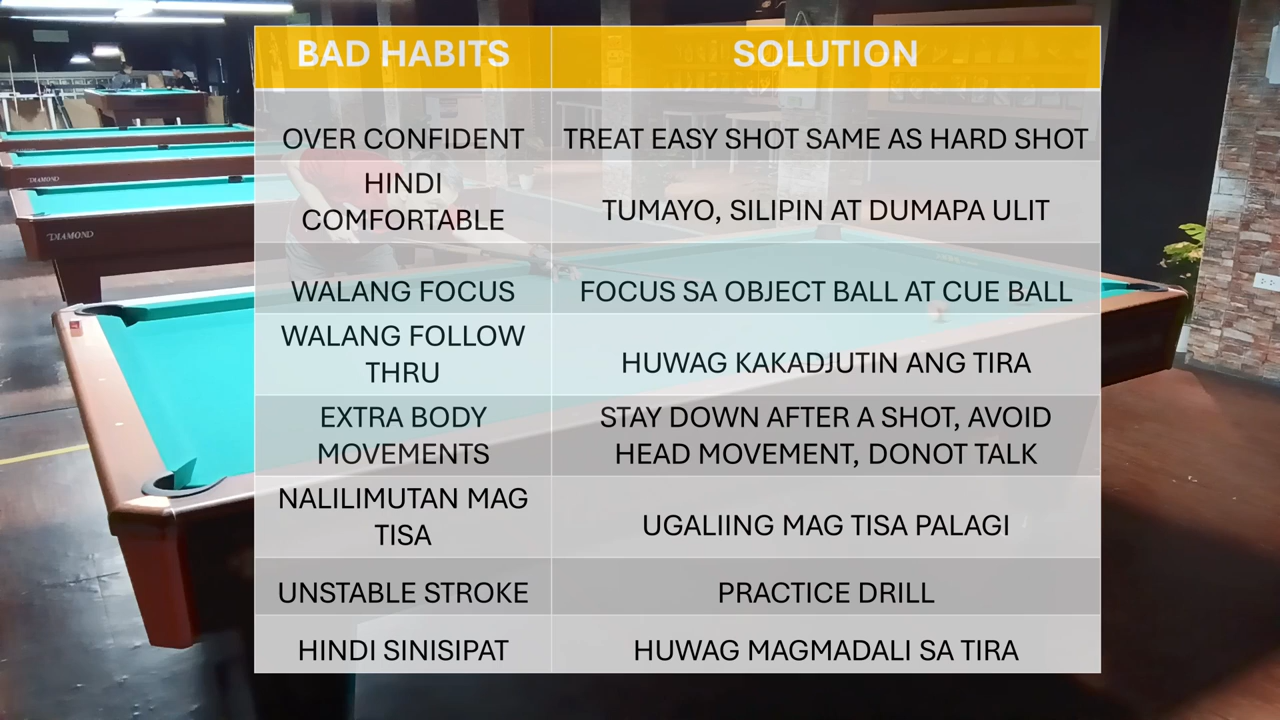 BAD HABITS
SOLUTION
OVER CONFIDENT
TREAT EASY SHOT SAME AS HARD SHOT
HINDI
COMFORTABLE
TUMAYO, SILIPIN AT DUMAPA ULIT
WALANG FOCUS
FOCUS SA OBJECT BALL AT CUE BALL
WALANG FOLLOW
THRU
HUWAG KAKADJUTIN ANG TIRA
EXTRA BODY
MOVEMENTS
STAY DOWN AFTER A SHOT, AVOID
HEAD MOVEMENT, DONOT TALK
NALILIMUTAN MAG
TISA
UGALIING MAG TISA PALAGI
UNSTABLE STROKE
PRACTICE DRILL
HINDI SINISIPAT
HUWAG MAGMADALI SA TIRA
DIAMOND
DIAMOND